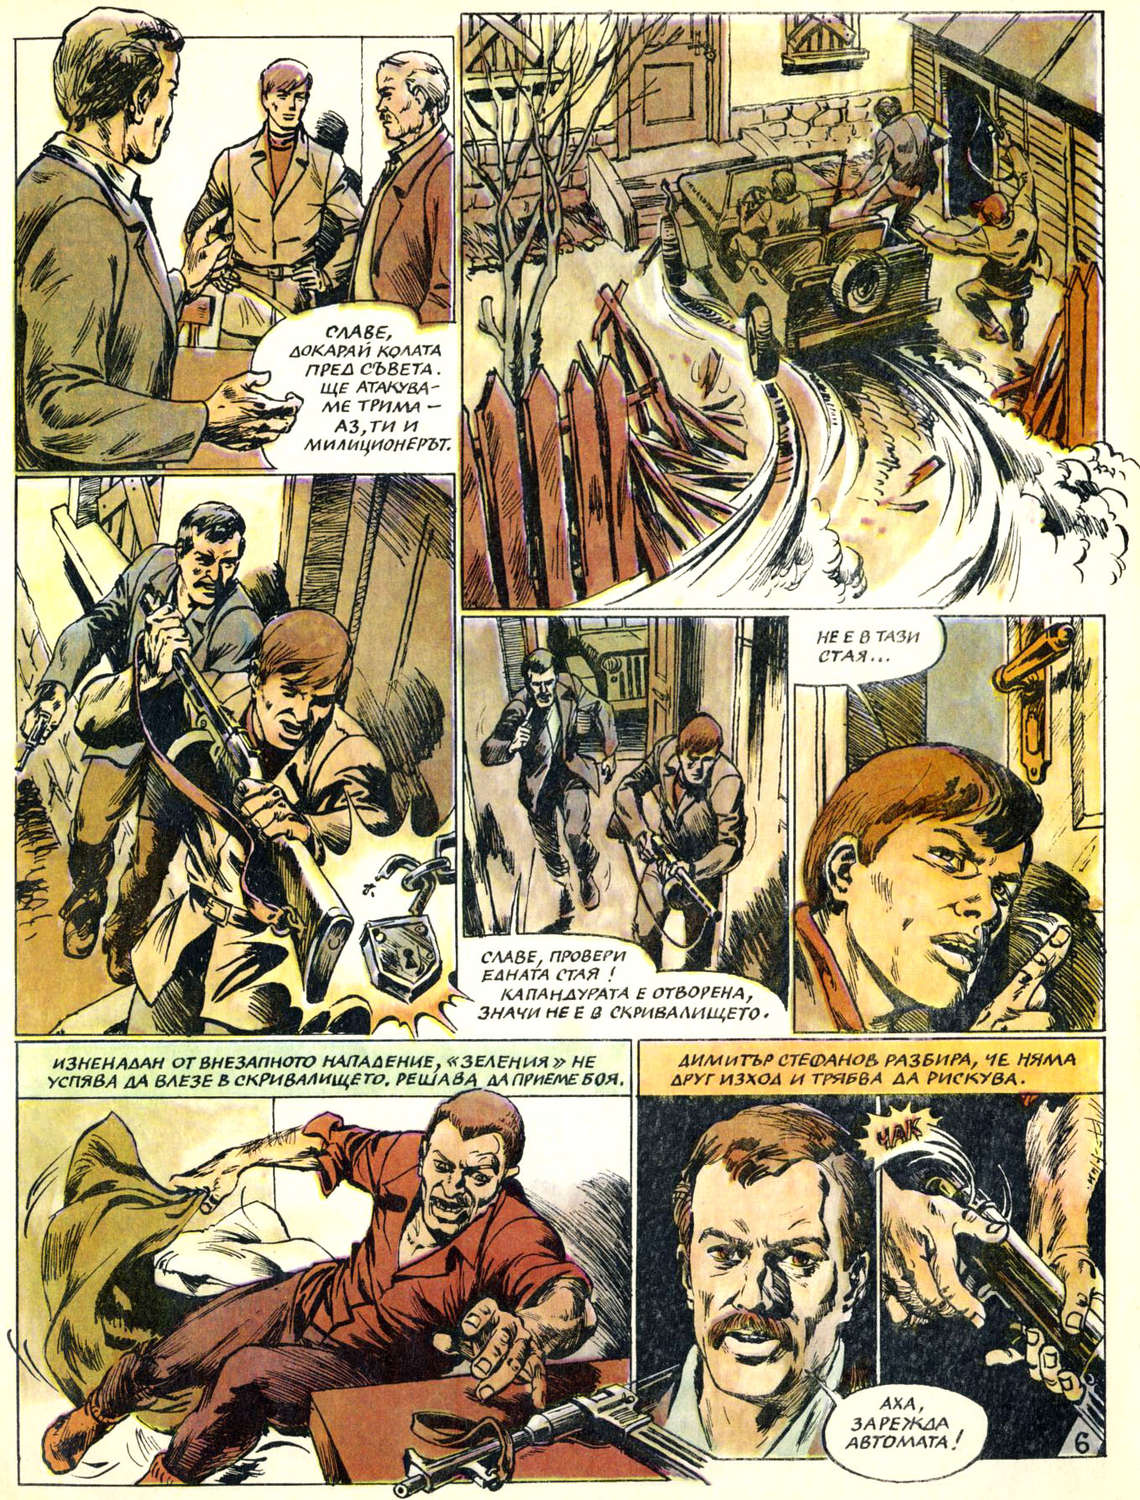 СЛАВЕ,
ДОКАРАЙ КОЛАТА
ПРЕД СЪВЕТА.
ЩЕ АТАКУВА-
МЕ ТРИМА —
АЗ, ТИ И
МИЛИЦИОНЕРЪТ.
СЛАВЕ, ПРОВЕРИ
ЕДНАТА СТАЯ!
КАПАНДУРАТА Е ОТВОРЕНА,
ЗНАЧИ НЕ Е В СКРИВАЛИЩЕТО.
НЕ Е В ТАЗИ
СТАЯ...
ИЗНЕНАДАН ОТ ВНЕЗАПНОТО НАПАДЕНИЕ, «ЗЕЛЕНИЯ» НЕ
УСПЯВА ДА ВЛЕЗЕ В СКРИВАЛИЩЕТО. РЕШАВА ДА ПРИЕМЕ БОЯ.
ДИМИТЪР СТЕФАНОВ РАЗБИРА, ЧЕ НЯМА
ДРУГ ИЗХОД И ТРЯБВА ДА РИСКУВА.
ЧАК
АХА,
ЗАРЕЖДА
АВТОМАТА!
6